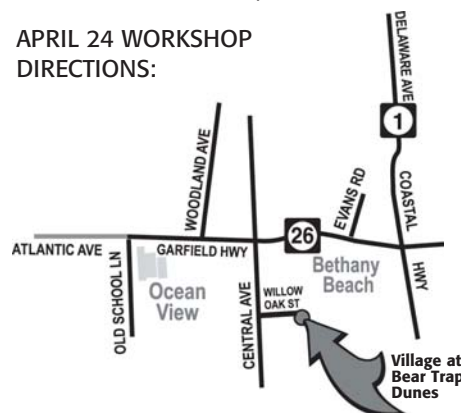 APRIL 24 WORKSHOP
DIRECTIONS:
DELAWARE AVE
1
COASTAL
HWY
WOODLAND AVE
EVANS RD
26
ATLANTIC AVE
GARFIELD HWY
OLD SCHOOL LN
Ocean
View
CENTRAL AVE
WILLOW
OAK ST
Bethany
Beach
Village at
Bear Trap
Dunes